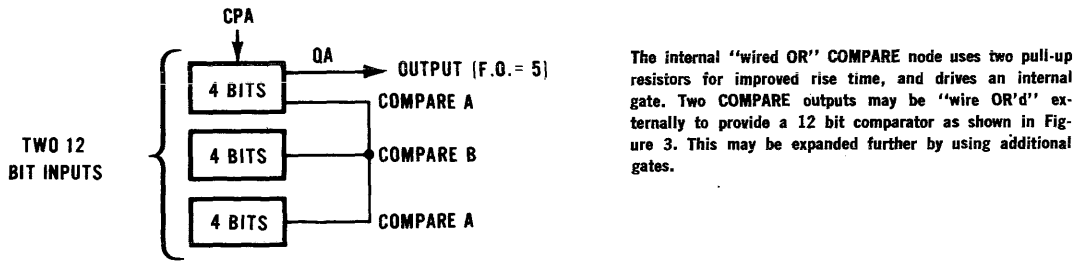 CPA
QA
OUTPUT (F.O.= 5)
4 BITS
COMPARE A
TWO 12
BIT INPUTS
4 BITS
COMPARE B
4 BITS
COMPARE A
The internal "wired OR" COMPARE node uses two pull-up
resistors for improved rise time, and drives an internal
gate. Two COMPARE outputs may be "wire OR'd" ex-
ternally to provide a 12 bit comparator as shown in Fig-
ure 3. This may be expanded further by using additional
gates.